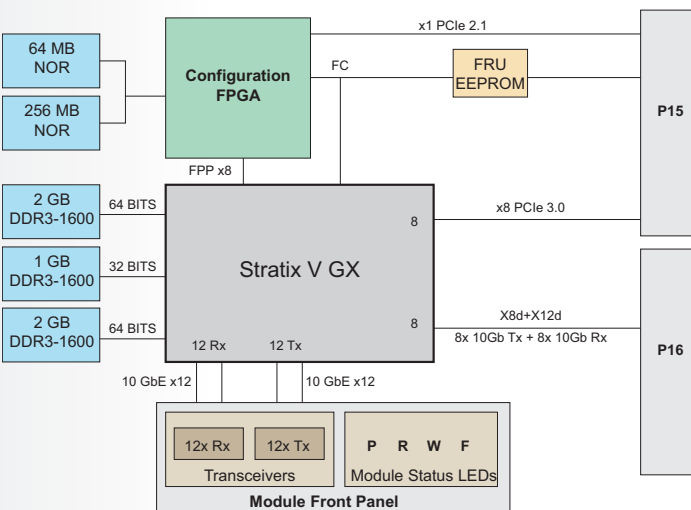 x1 PCIe 2.1
64 MB
NOR
Configuration
FPGA
FC
FRU
EEPROM
P15
256 MB
NOR
FPP x8
2 GB
DDR3-1600
64 BITS
8
x8 PCIe 3.0
1 GB
DDR3-1600
32 BITS
Stratix V GX
2 GB
DDR3-1600
64 BITS
8
X8d+X12d
8x 10Gb Tx + 8x 10Gb Rx
P16
12 Rx
12 Tx
10 GbE x12
10 GbE x12
12x Rx
12x Tx
Transceivers
P R W F
Module Status LEDs
Module Front Panel